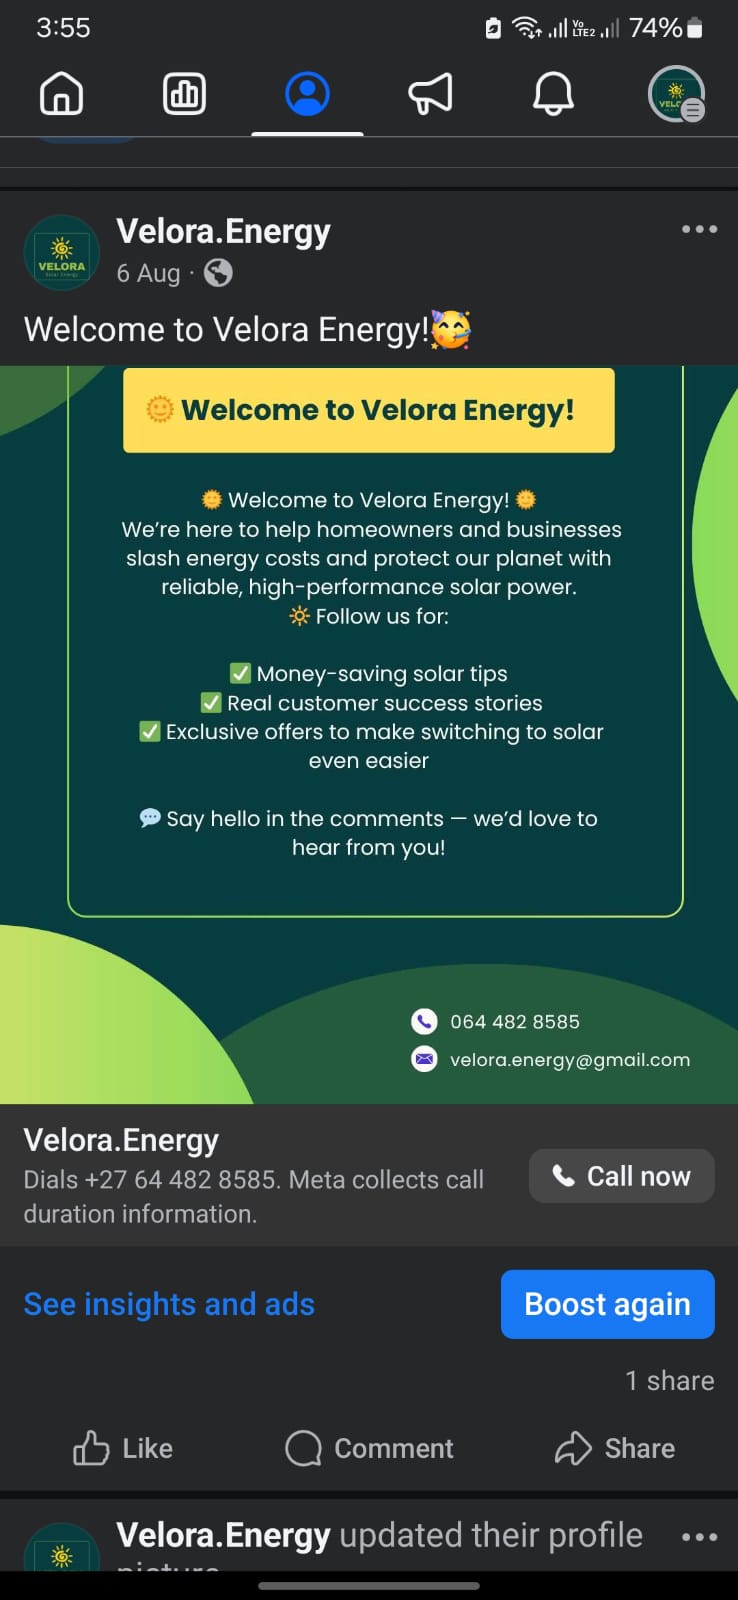 3:55
Vo
LTE2
74%
VELORA
Velora.Energy
6 Aug ·
Welcome to Velora Energy!🥳
🌞 Welcome to Velora Energy!
🌞 Welcome to Velora Energy! 🌞
We’re here to help homeowners and businesses
slash energy costs and protect our planet with
reliable, high-performance solar power.
🔆 Follow us for:
✅ Money-saving solar tips
✅ Real customer success stories
✅ Exclusive offers to make switching to solar
even easier
💬 Say hello in the comments — we’d love to
hear from you!
064 482 8585
velora.energy@gmail.com
Velora.Energy
Dials +27 64 482 8585. Meta collects call
duration information.
Call now
See insights and ads
Boost again
1 share
Like
Comment
Share
Velora.Energy updated their profile
picture